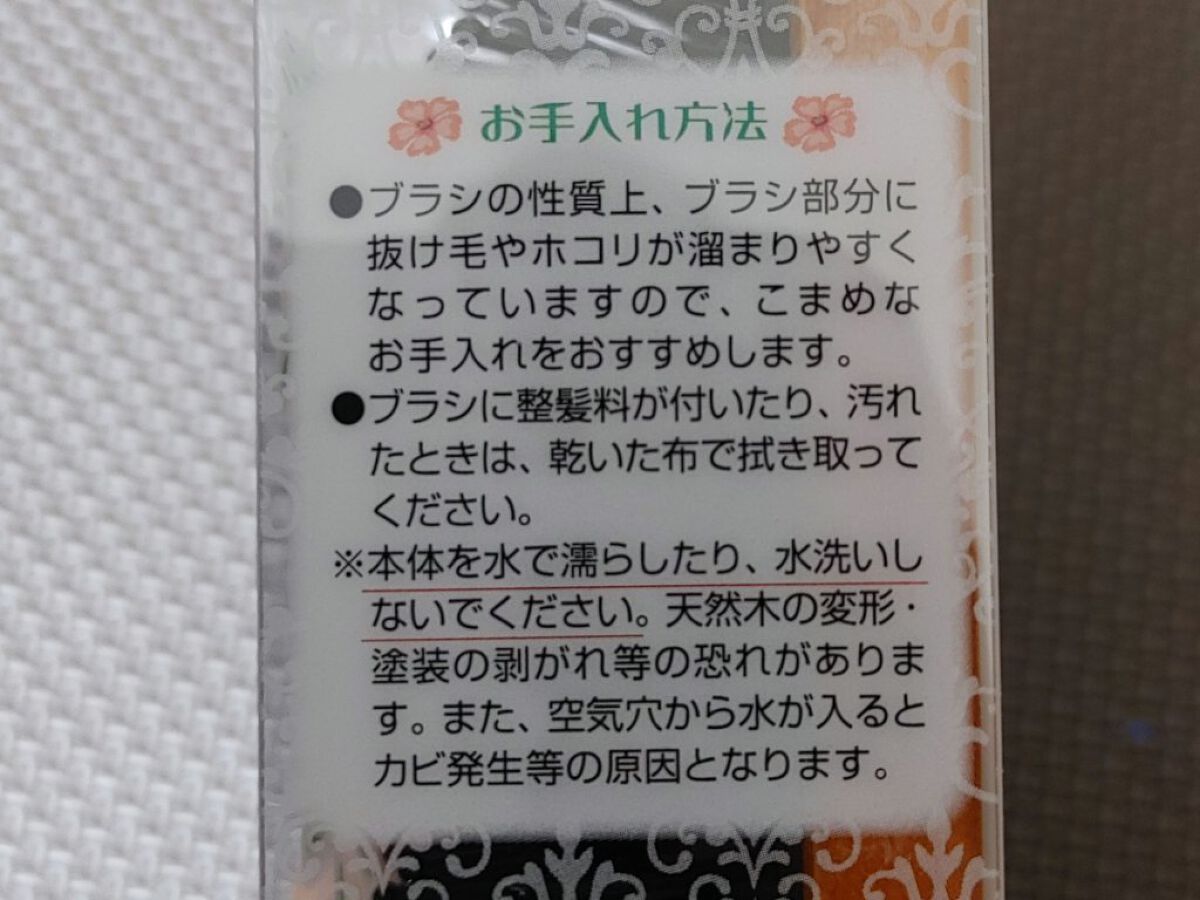 お手入れ方法
●ブラシの性質上、ブラシ部分に
抜け毛やホコリが溜まりやすく
なっていますので、こまめな
お手入れをおすすめします。
●ブラシに整髪料が付いたり、汚れ
たときは、乾いた布で拭き取って
ください。
※本体を水で濡らしたり、水洗いし
ないでください。天然木の変形・
塗装の剥がれ等の恐れがありま
す。また、空気穴から水が入ると
カビ発生等の原因となります。